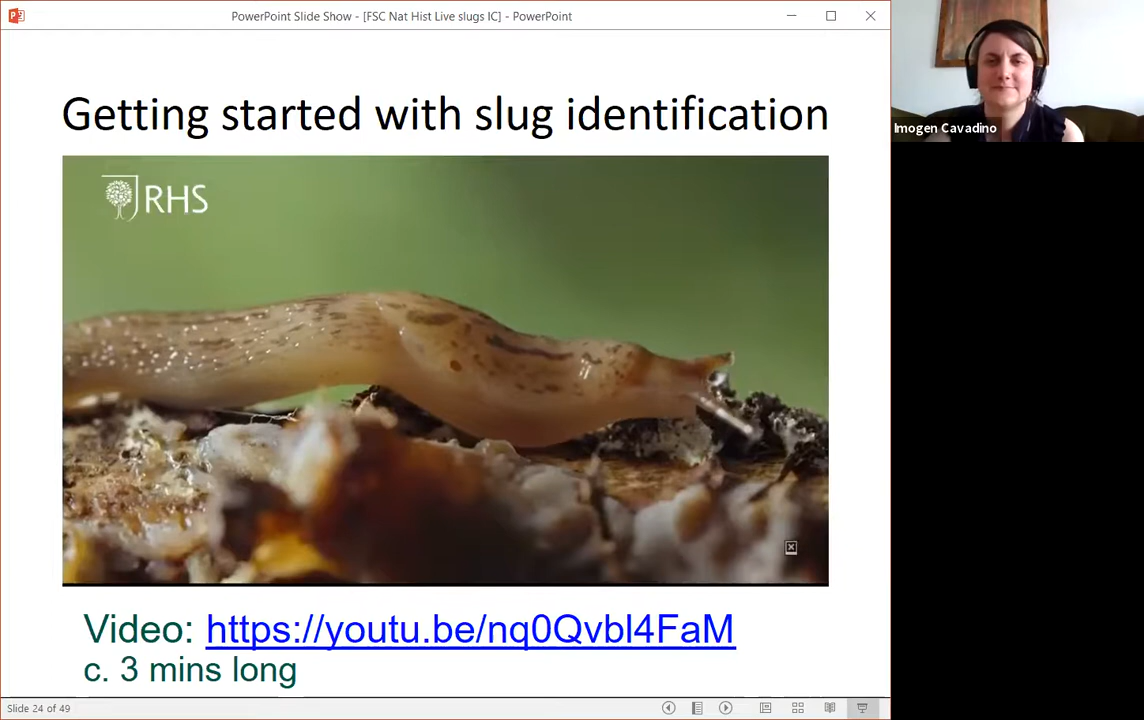 PowerPoint Slide Show - [FSC Nat Hist Live slugs IC] - PowerPoint
Imogen Cavadino
Getting started with slug identification
RHS
Video: https://youtu.be/nq0Qvbl4FaM
c. 3 mins long
Slide 24 of 49